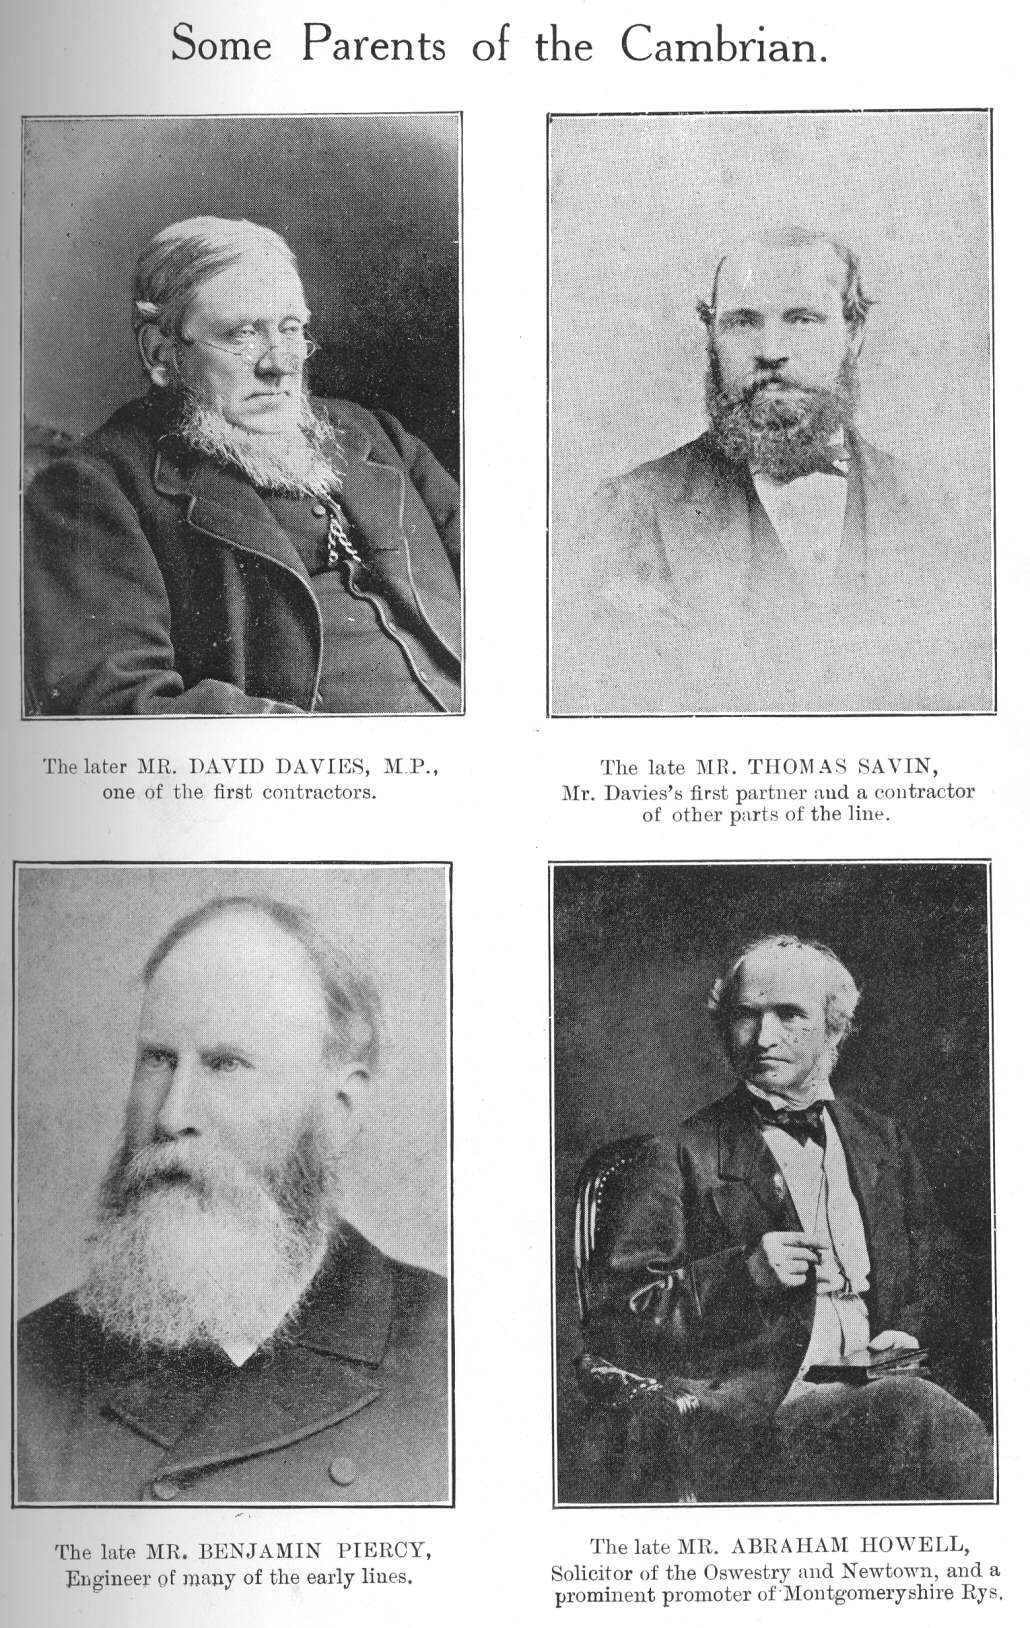 Some Parents of the Cambrian.
The later MR. DAVID DAVIES, M.P.,
one of the first contractors.
The late MR. THOMAS SAVIN,
Mr. Davies's first partner and a contractor
of other parts of the line.
The late MR. BENJAMIN PIERCY,
Engineer of many of the early lines.
The late MR. ABRAHAM HOWELL,
Solicitor of the Oswestry and Newtown, and a
prominent promoter of Montgomeryshire Rys.